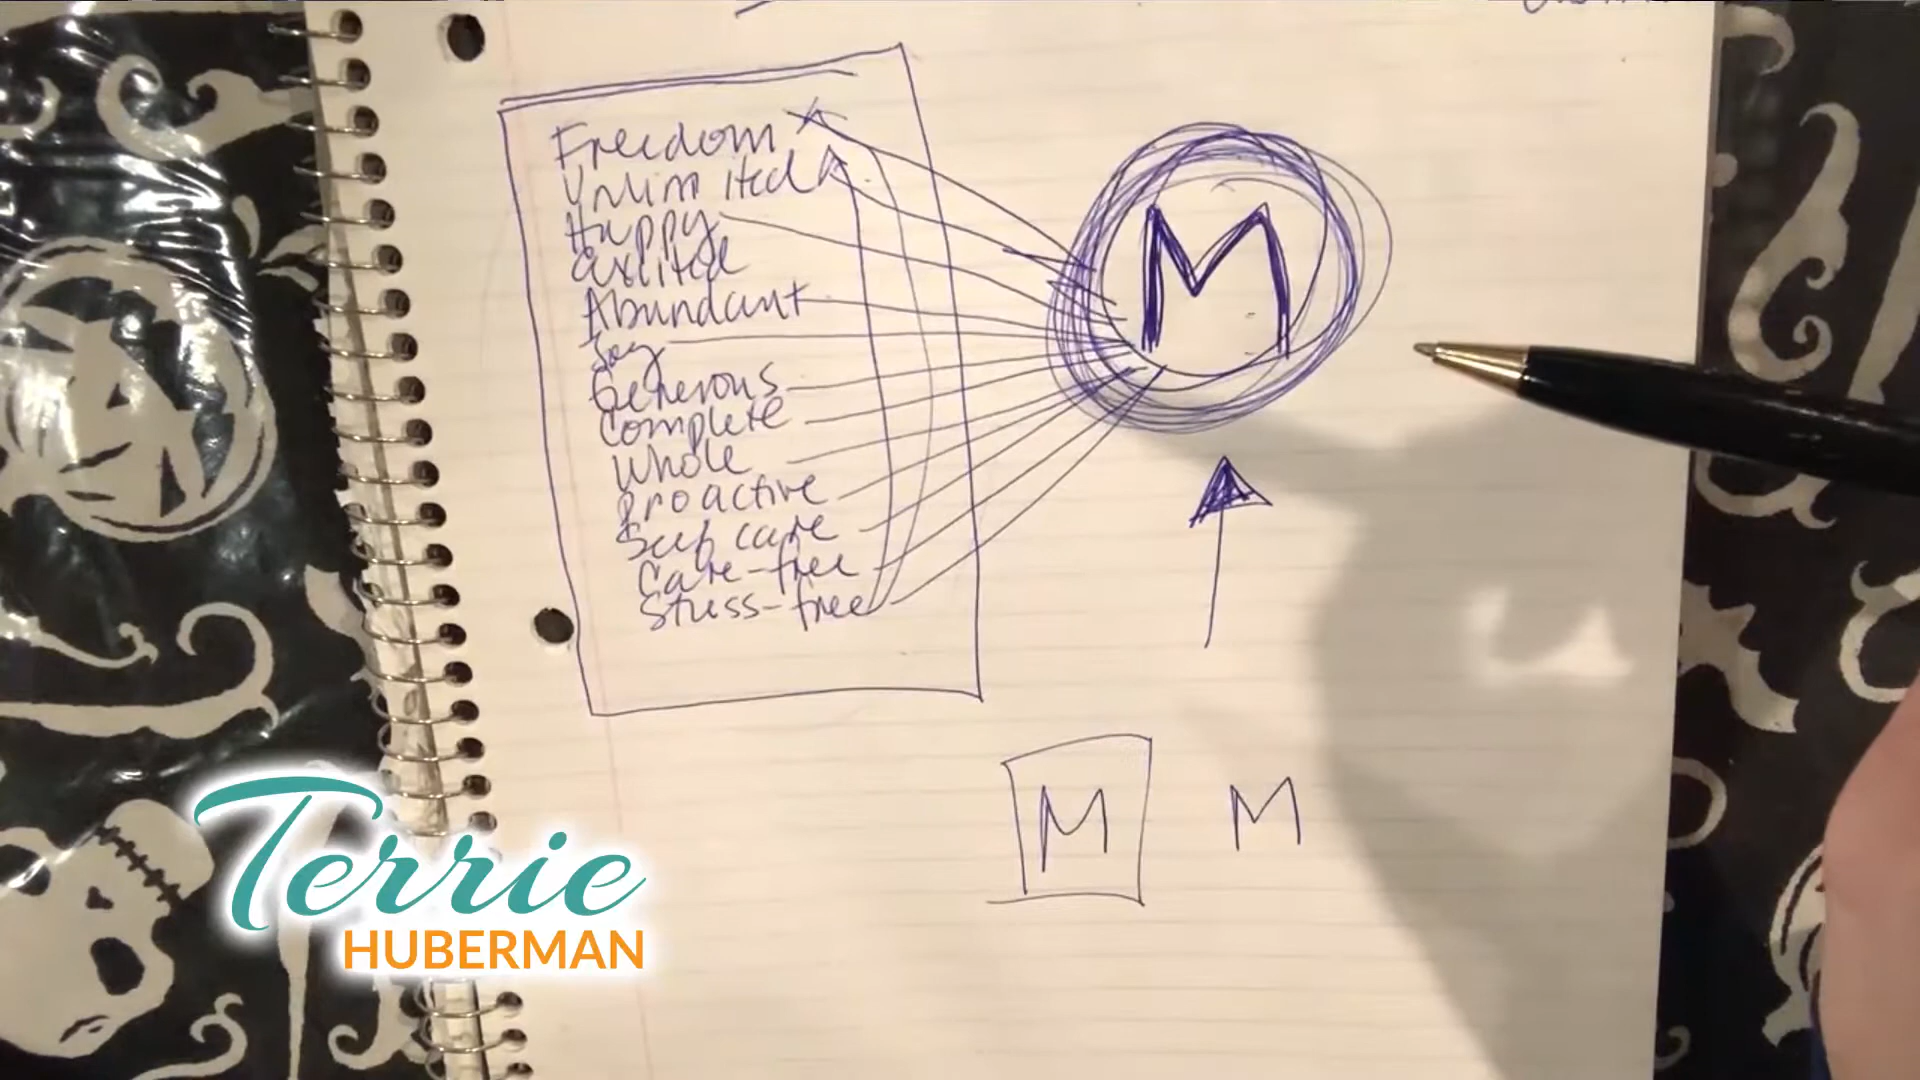 Freedom
Unlimited
Happy
Excited
Abundant
Joy
Generous
Complete
Whole
Proactive
Self care
Care-free
Stress-free
M
M
M
Terrie
HUBERMAN